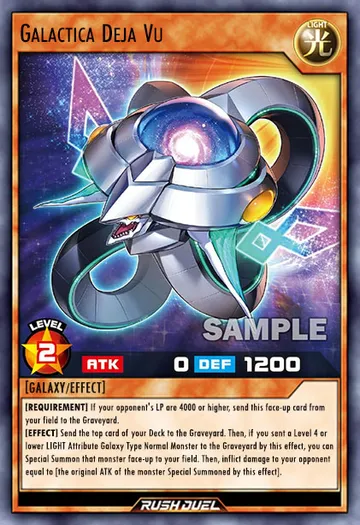 GALACTICA DEJA VU
LIGHT
光
SAMPLE
LEVEL
2
ATK 0 DEF 1200
[GALAXY/EFFECT]
[REQUIREMENT] If your opponent's LP are 4000 or higher, send this face-up card from
your field to the Graveyard.
[EFFECT] Send the top card of your Deck to the Graveyard. Then, if you sent a Level 4 or
lower LIGHT Attribute Galaxy Type Normal Monster to the Graveyard by this effect, you can
Special Summon that monster face-up to your field. Then, inflict damage to your opponent
equal to [the original ATK of the monster Special Summoned by this effect].
RUSH DUEL